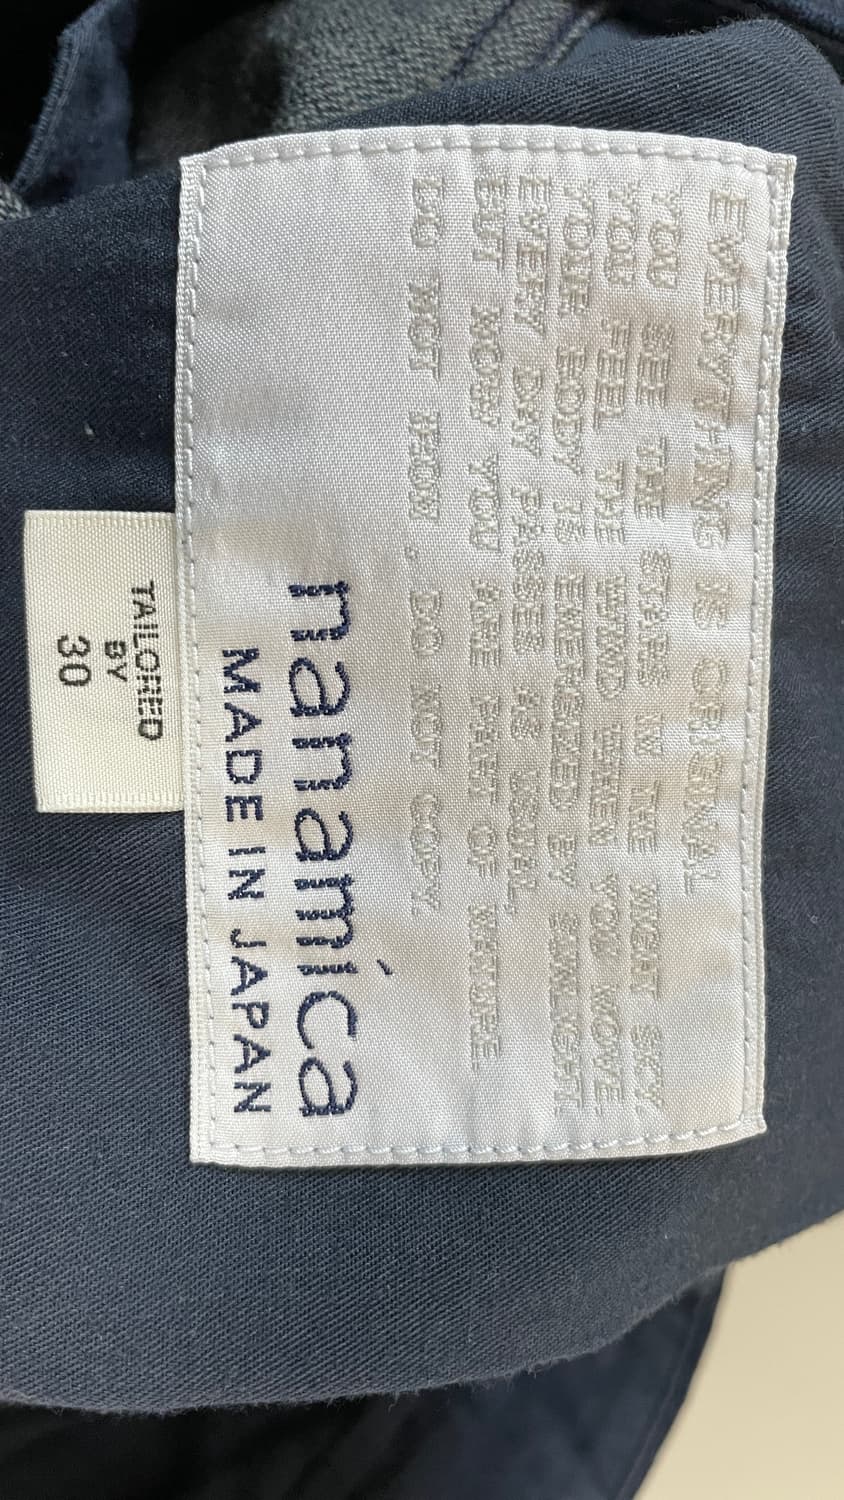 EVERYTHING IS ORIGINAL
YOU SEE THE STARS IN THE NIGHT SKY.
YOU FEEL THE WIND WHEN YOU MOVE.
YOUR BODY IS ENERGIZED BY SUNLIGHT.
EVERY DAY PASSES AS USUAL,
BUT NOW YOU ARE PART OF NATURE.
DO NOT IRON. DO NOT COPY.
nanamíca
MADE IN JAPAN
TAILORED
BY
30